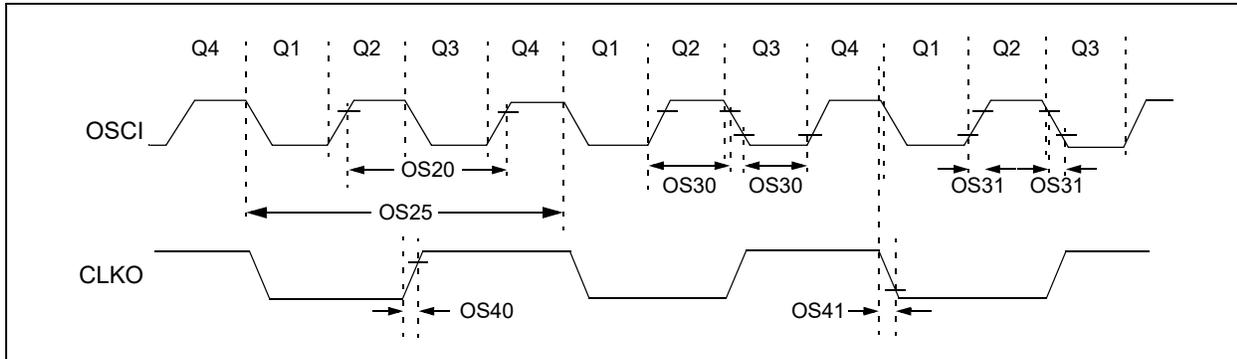 Q4 Q1 Q2 Q3 Q4 Q1 Q2 Q3 Q4 Q1 Q2 Q3
OSCI
OS20 OS30 OS30 OS31 OS31
OS25
CLKO
OS40 OS41